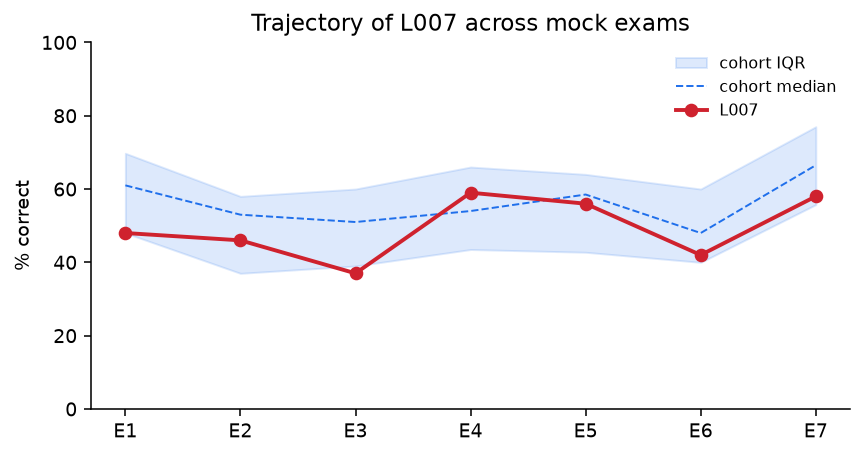 Trajectory of L007 across mock exams
100
80
60
40
20
0
% correct
cohort IQR
cohort median
L007
E1 E2 E3 E4 E5 E6 E7